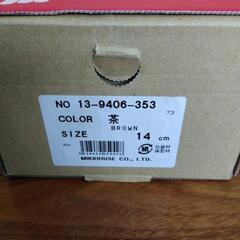 NO 13-9406-353
73
COLOR 茶
BROWN
SIZE 14 cm
MIKIHOUSE CO., LTD.